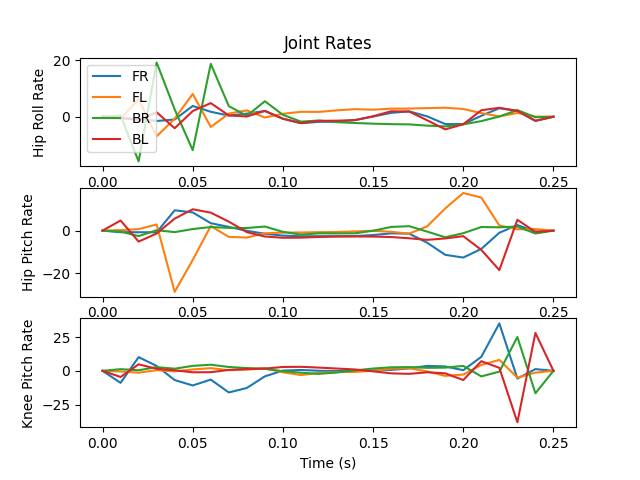 Joint Rates
20
0
Hip Roll Rate
FR
FL
BR
BL
0.00 0.05 0.10 0.15 0.20 0.25
0
−20
Hip Pitch Rate
0.00 0.05 0.10 0.15 0.20 0.25
25
0
−25
Knee Pitch Rate
0.00 0.05 0.10 0.15 0.20 0.25
Time (s)